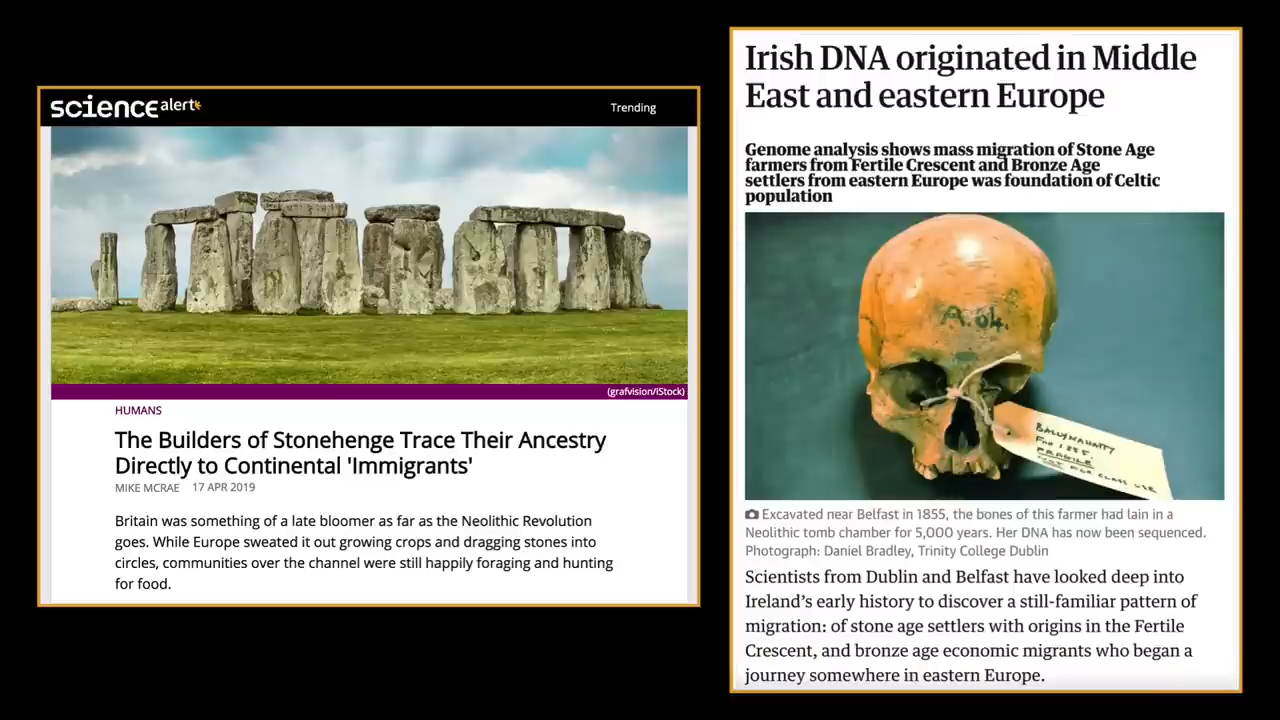 sciencealert
Trending
(grafvision/iStock)
HUMANS
The Builders of Stonehenge Trace Their Ancestry
Directly to Continental 'Immigrants'
MIKE MCRAE 17 APR 2019
Britain was something of a late bloomer as far as the Neolithic Revolution
goes. While Europe sweated it out growing crops and dragging stones into
circles, communities over the channel were still happily foraging and hunting
for food.
Irish DNA originated in Middle
East and eastern Europe
Genome analysis shows mass migration of Stone Age
farmers from Fertile Crescent and Bronze Age
settlers from eastern Europe was foundation of Celtic
population
A.04.
BALLYNAHATTY
FRAGILE
NOT FOR CLASS USE
Excavated near Belfast in 1855, the bones of this farmer had lain in a
Neolithic tomb chamber for 5,000 years. Her DNA has now been sequenced.
Photograph: Daniel Bradley, Trinity College Dublin
Scientists from Dublin and Belfast have looked deep into
Ireland’s early history to discover a still-familiar pattern of
migration: of stone age settlers with origins in the Fertile
Crescent, and bronze age economic migrants who began a
journey somewhere in eastern Europe.